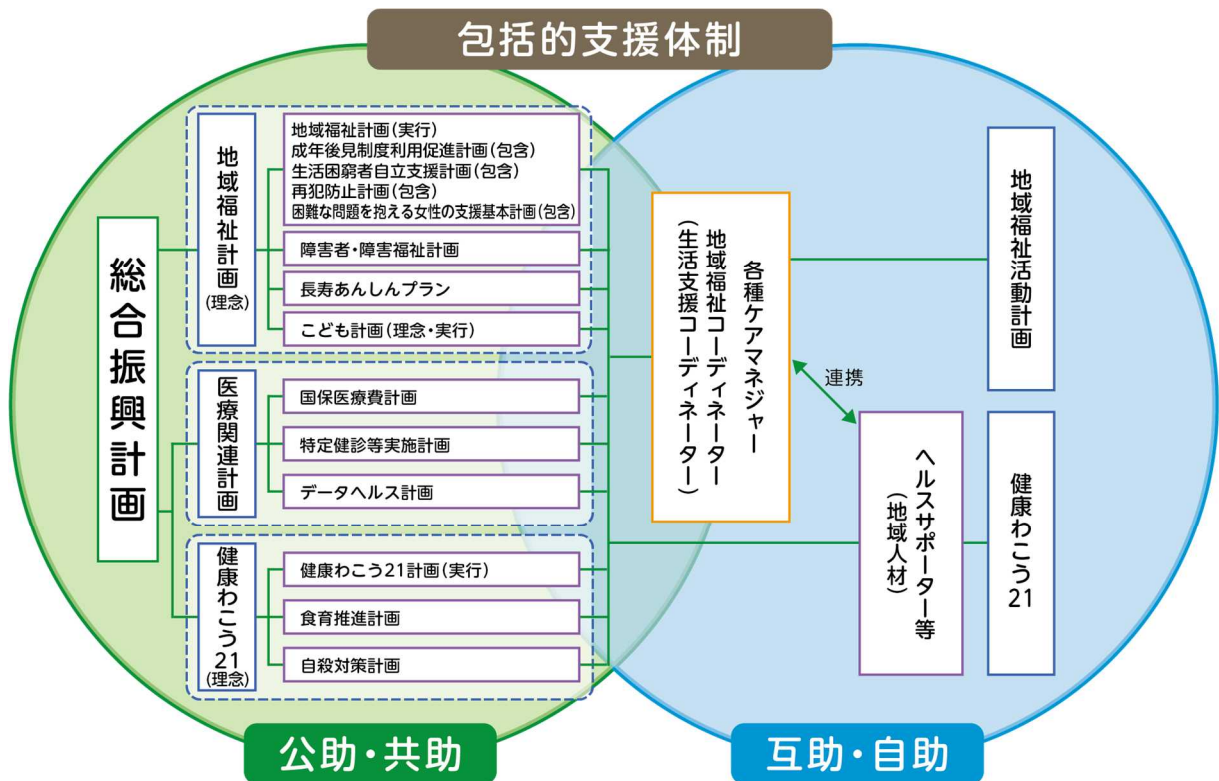 包括的支援体制
総合振興計画
地域福祉計画
(理念)
地域福祉計画(実行)
成年後見制度利用促進計画(包含)
生活困窮者自立支援計画(包含)
再犯防止計画(包含)
困難な問題を抱える女性の支援基本計画(包含)
障害者・障害福祉計画
長寿あんしんプラン
こども計画(理念・実行)
医療関連計画
国保医療費計画
特定健診等実施計画
データヘルス計画
健康わこう21
(理念)
健康わこう21計画(実行)
食育推進計画
自殺対策計画
各種ケアマネジャー
地域福祉コーディネーター
(生活支援コーディネーター)
連携
ヘルスサポーター等
(地域人材)
地域福祉活動計画
健康わこう21
公助・共助
互助・自助